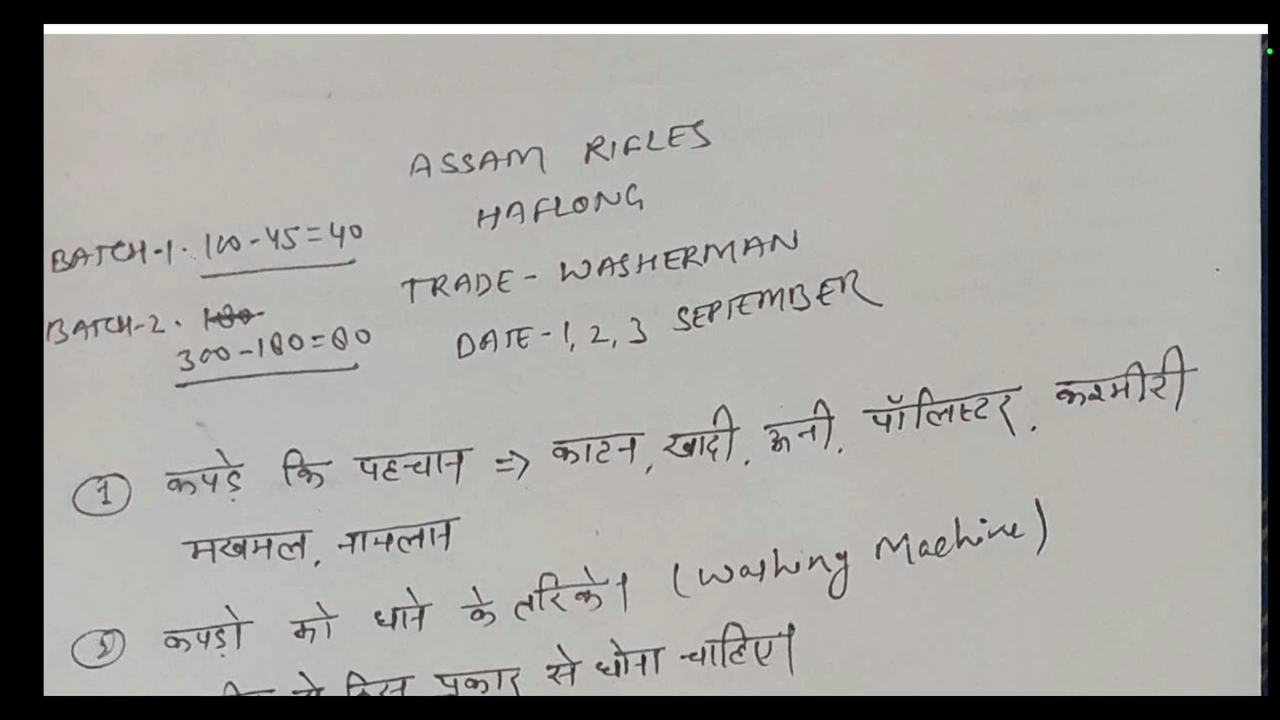 ASSAM RIFLES
HAFLONG
BATCH-1. 100-45=40
TRADE - WASHERMAN
BATCH-2. 180
300-180=80
DATE - 1, 2, 3 SEPTEMBER
① कपड़े कि पहचान => काटन, खादी, ऊनी, पॉलिस्टर, कश्मीरी
मखमल, नायलान
② कपड़ो को धाने के तरिके। (Washing Machine)
प्रकार से धोना चाहिए।